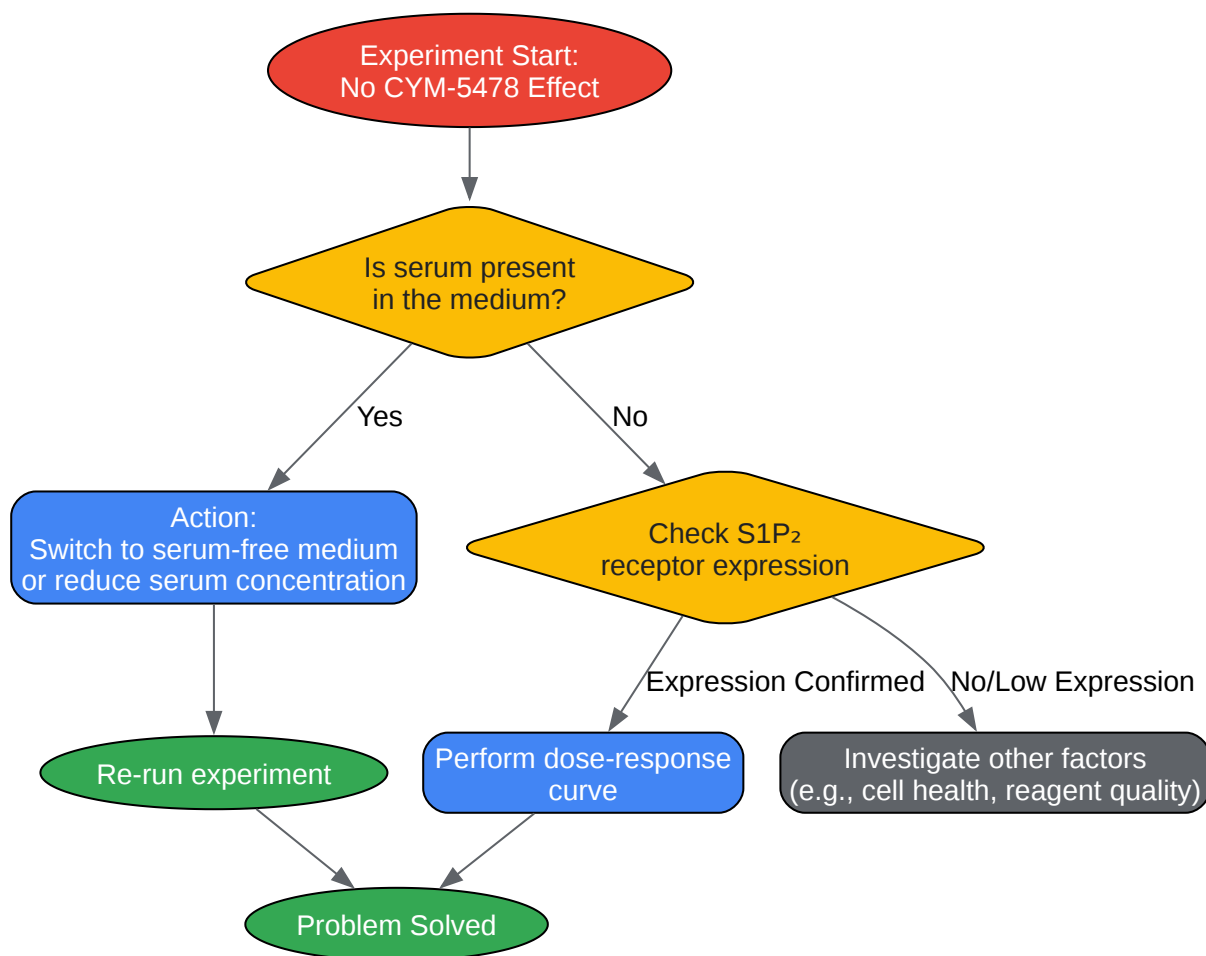 Experiment Start:
No CYM-5478 Effect
Is serum present
in the medium?
Yes
No
Action:
Switch to serum-free medium
or reduce serum concentration
Check S1P₂
receptor expression
Expression Confirmed
No/Low Expression
Re-run experiment
Perform dose-response
curve
Investigate other factors
(e.g., cell health, reagent quality)
Problem Solved